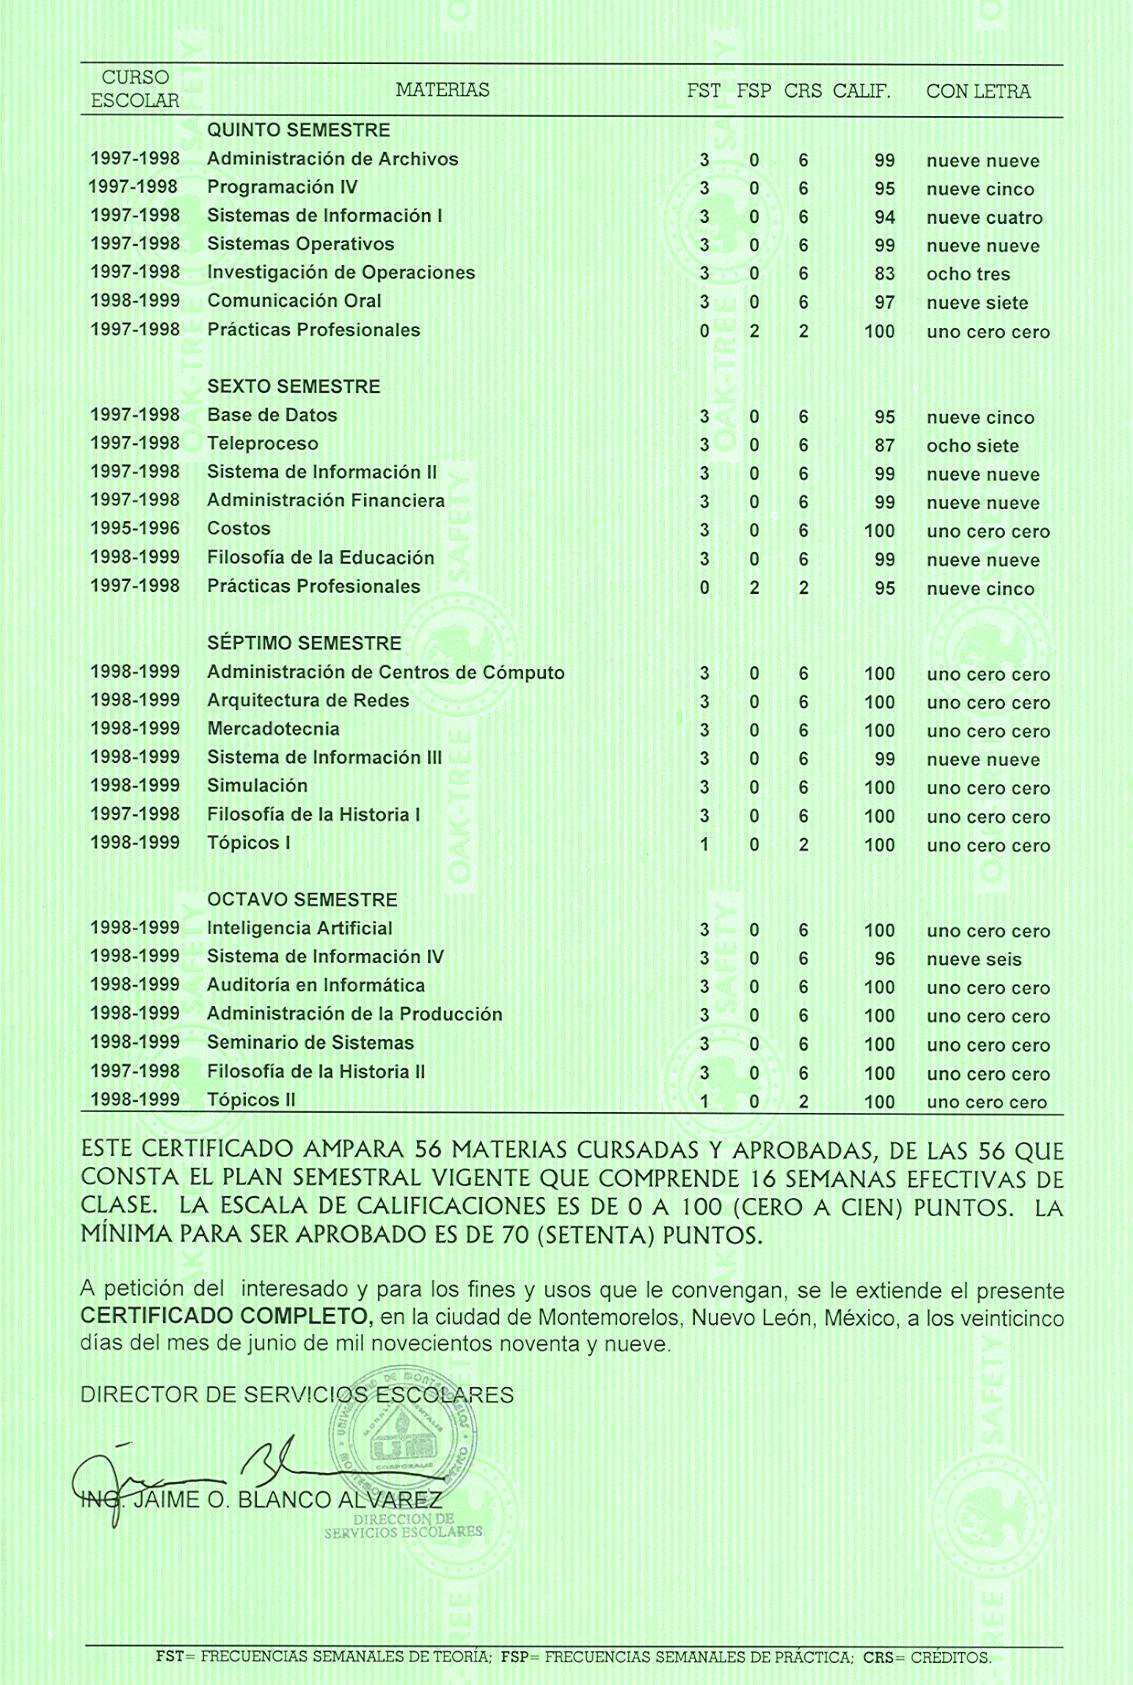 CURSO ESCOLAR MATERIAS FST FSP CRS CALIF. CON LETRA
QUINTO SEMESTRE
1997-1998 Administración de Archivos 3 0 6 99 nueve nueve
1997-1998 Programación IV 3 0 6 95 nueve cinco
1997-1998 Sistemas de Información I 3 0 6 94 nueve cuatro
1997-1998 Sistemas Operativos 3 0 6 99 nueve nueve
1997-1998 Investigación de Operaciones 3 0 6 83 ocho tres
1998-1999 Comunicación Oral 3 0 6 97 nueve siete
1997-1998 Prácticas Profesionales 0 2 2 100 uno cero cero
SEXTO SEMESTRE
1997-1998 Base de Datos 3 0 6 95 nueve cinco
1997-1998 Teleproceso 3 0 6 87 ocho siete
1997-1998 Sistema de Información II 3 0 6 99 nueve nueve
1997-1998 Administración Financiera 3 0 6 99 nueve nueve
1995-1996 Costos 3 0 6 100 uno cero cero
1998-1999 Filosofía de la Educación 3 0 6 99 nueve nueve
1997-1998 Prácticas Profesionales 0 2 2 95 nueve cinco
SÉPTIMO SEMESTRE
1998-1999 Administración de Centros de Cómputo 3 0 6 100 uno cero cero
1998-1999 Arquitectura de Redes 3 0 6 100 uno cero cero
1998-1999 Mercadotecnia 3 0 6 100 uno cero cero
1998-1999 Sistema de Información III 3 0 6 99 nueve nueve
1998-1999 Simulación 3 0 6 100 uno cero cero
1997-1998 Filosofía de la Historia I 3 0 6 100 uno cero cero
1998-1999 Tópicos I 1 0 2 100 uno cero cero
OCTAVO SEMESTRE
1998-1999 Inteligencia Artificial 3 0 6 100 uno cero cero
1998-1999 Sistema de Información IV 3 0 6 96 nueve seis
1998-1999 Auditoría en Informática 3 0 6 100 uno cero cero
1998-1999 Administración de la Producción 3 0 6 100 uno cero cero
1998-1999 Seminario de Sistemas 3 0 6 100 uno cero cero
1997-1998 Filosofía de la Historia II 3 0 6 100 uno cero cero
1998-1999 Tópicos II 1 0 2 100 uno cero cero
ESTE CERTIFICADO AMPARA 56 MATERIAS CURSADAS Y APROBADAS, DE LAS 56 QUE
CONSTA EL PLAN SEMESTRAL VIGENTE QUE COMPRENDE 16 SEMANAS EFECTIVAS DE
CLASE. LA ESCALA DE CALIFICACIONES ES DE 0 A 100 (CERO A CIEN) PUNTOS. LA
MÍNIMA PARA SER APROBADO ES DE 70 (SETENTA) PUNTOS.
A petición del interesado y para los fines y usos que le convengan, se le extiende el presente
CERTIFICADO COMPLETO, en la ciudad de Montemorelos, Nuevo León, México, a los veinticinco
días del mes de junio de mil novecientos noventa y nueve.
DIRECTOR DE SERVICIOS ESCOLARES
UNIVERSIDAD DE MONTEMORELOS
UM
CORPORALIS
ING. JAIME O. BLANCO ALVAREZ
DIRECCION DE
SERVICIOS ESCOLARES
FST= FRECUENCIAS SEMANALES DE TEORÍA; FSP= FRECUENCIAS SEMANALES DE PRÁCTICA; CRS= CRÉDITOS.
OAK-TREE SAFETY